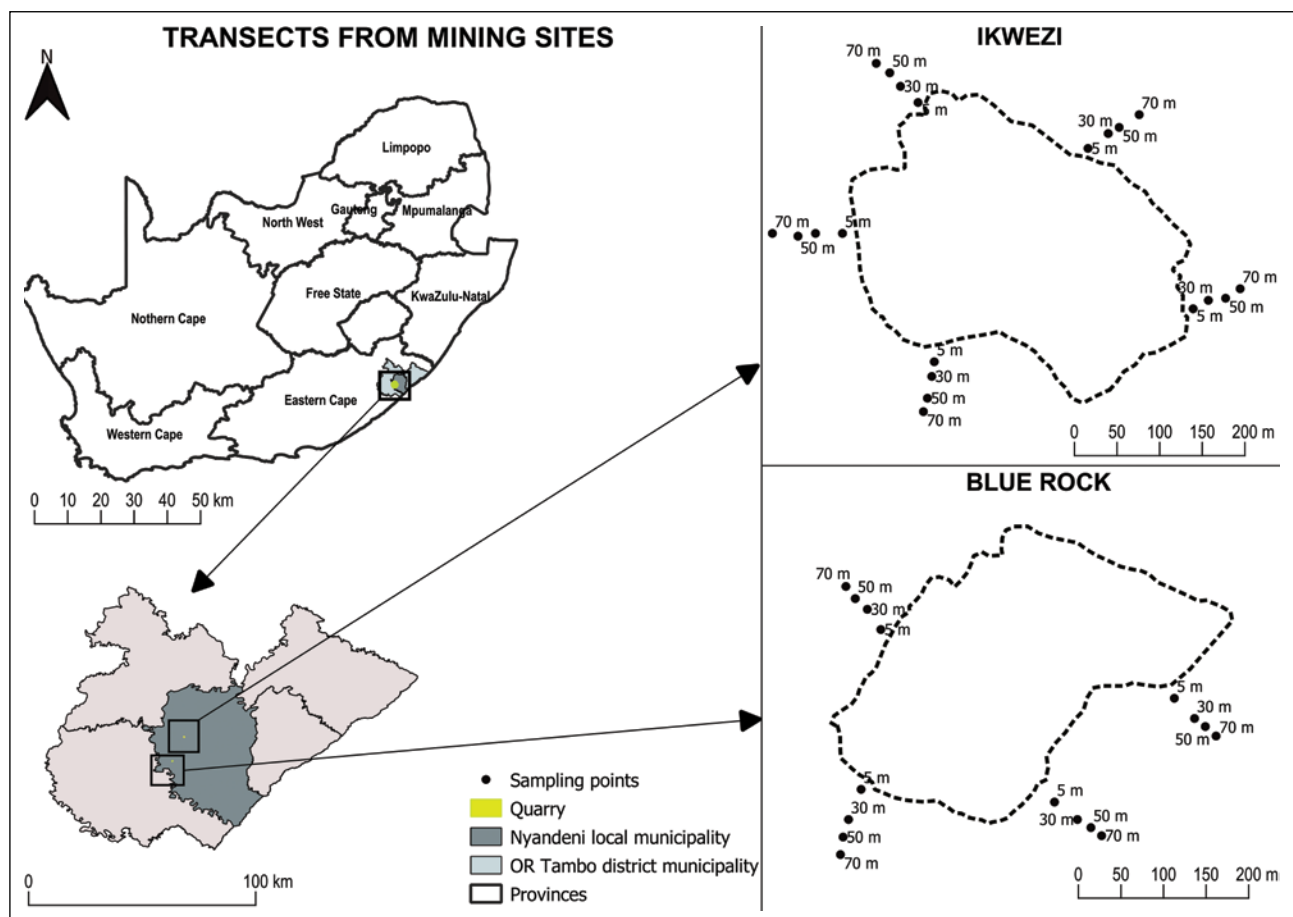 TRANSECTS FROM MINING SITES
N
Limpopo
North West
Gauteng
Mpumalanga
Free State
KwaZulu-Natal
Nothern Cape
Eastern Cape
Western Cape
0 10 20 30 40 50 km
0 100 km
Sampling points
Quarry
Nyandeni local municipality
OR Tambo district municipality
Provinces
IKWEZI
70 m
50 m
30 m
m
70 m
30 m
50 m
5 m
70 m
5 m
50 m
70 m
30 m
50 m
5 m
5 m
30 m
50 m
70 m
0 50 100 150 200 m
BLUE ROCK
70 m
50 m
30 m
5 m
5 m
30 m
70 m
50 m
5 m
30 m
50 m
70 m
5 m
50 m
30 m
70 m
0 50 100 150 200 m